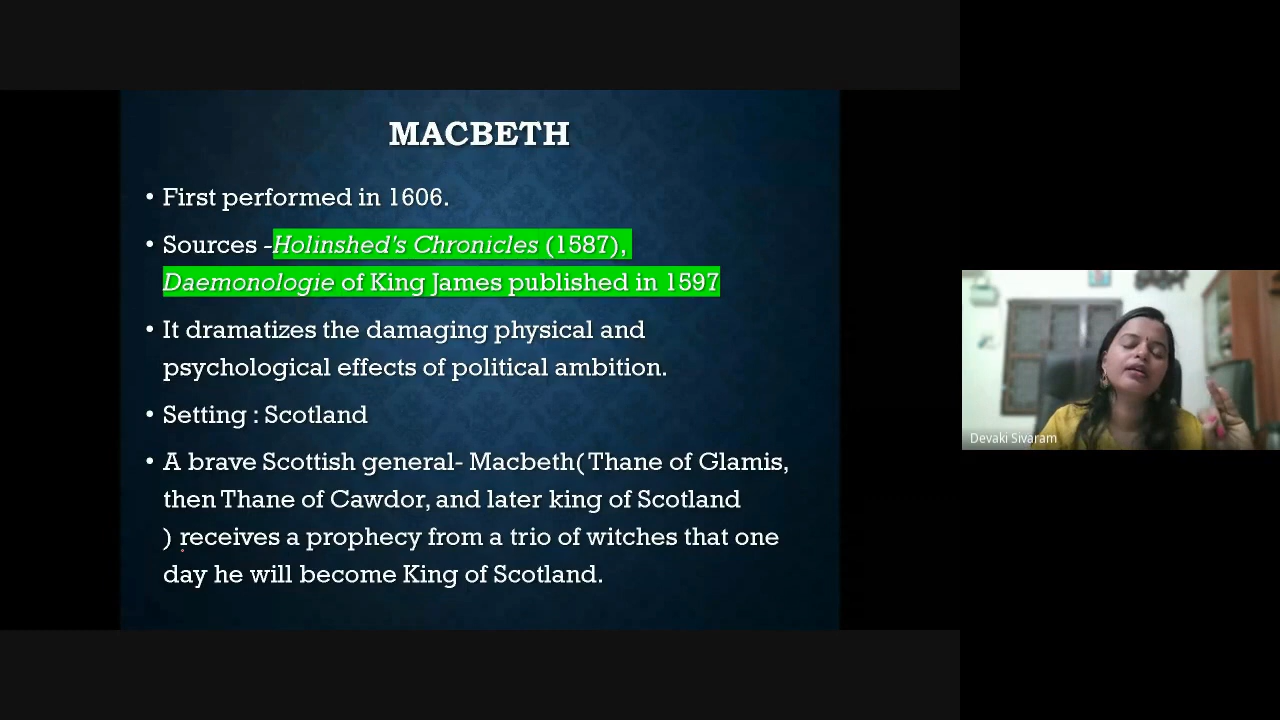 MACBETH
• First performed in 1606.
• Sources -Holinshed's Chronicles (1587),
Daemonologie of King James published in 1597
• It dramatizes the damaging physical and
psychological effects of political ambition.
• Setting : Scotland
• A brave Scottish general- Macbeth( Thane of Glamis,
then Thane of Cawdor, and later king of Scotland
) receives a prophecy from a trio of witches that one
day he will become King of Scotland.
Devaki Sivaram